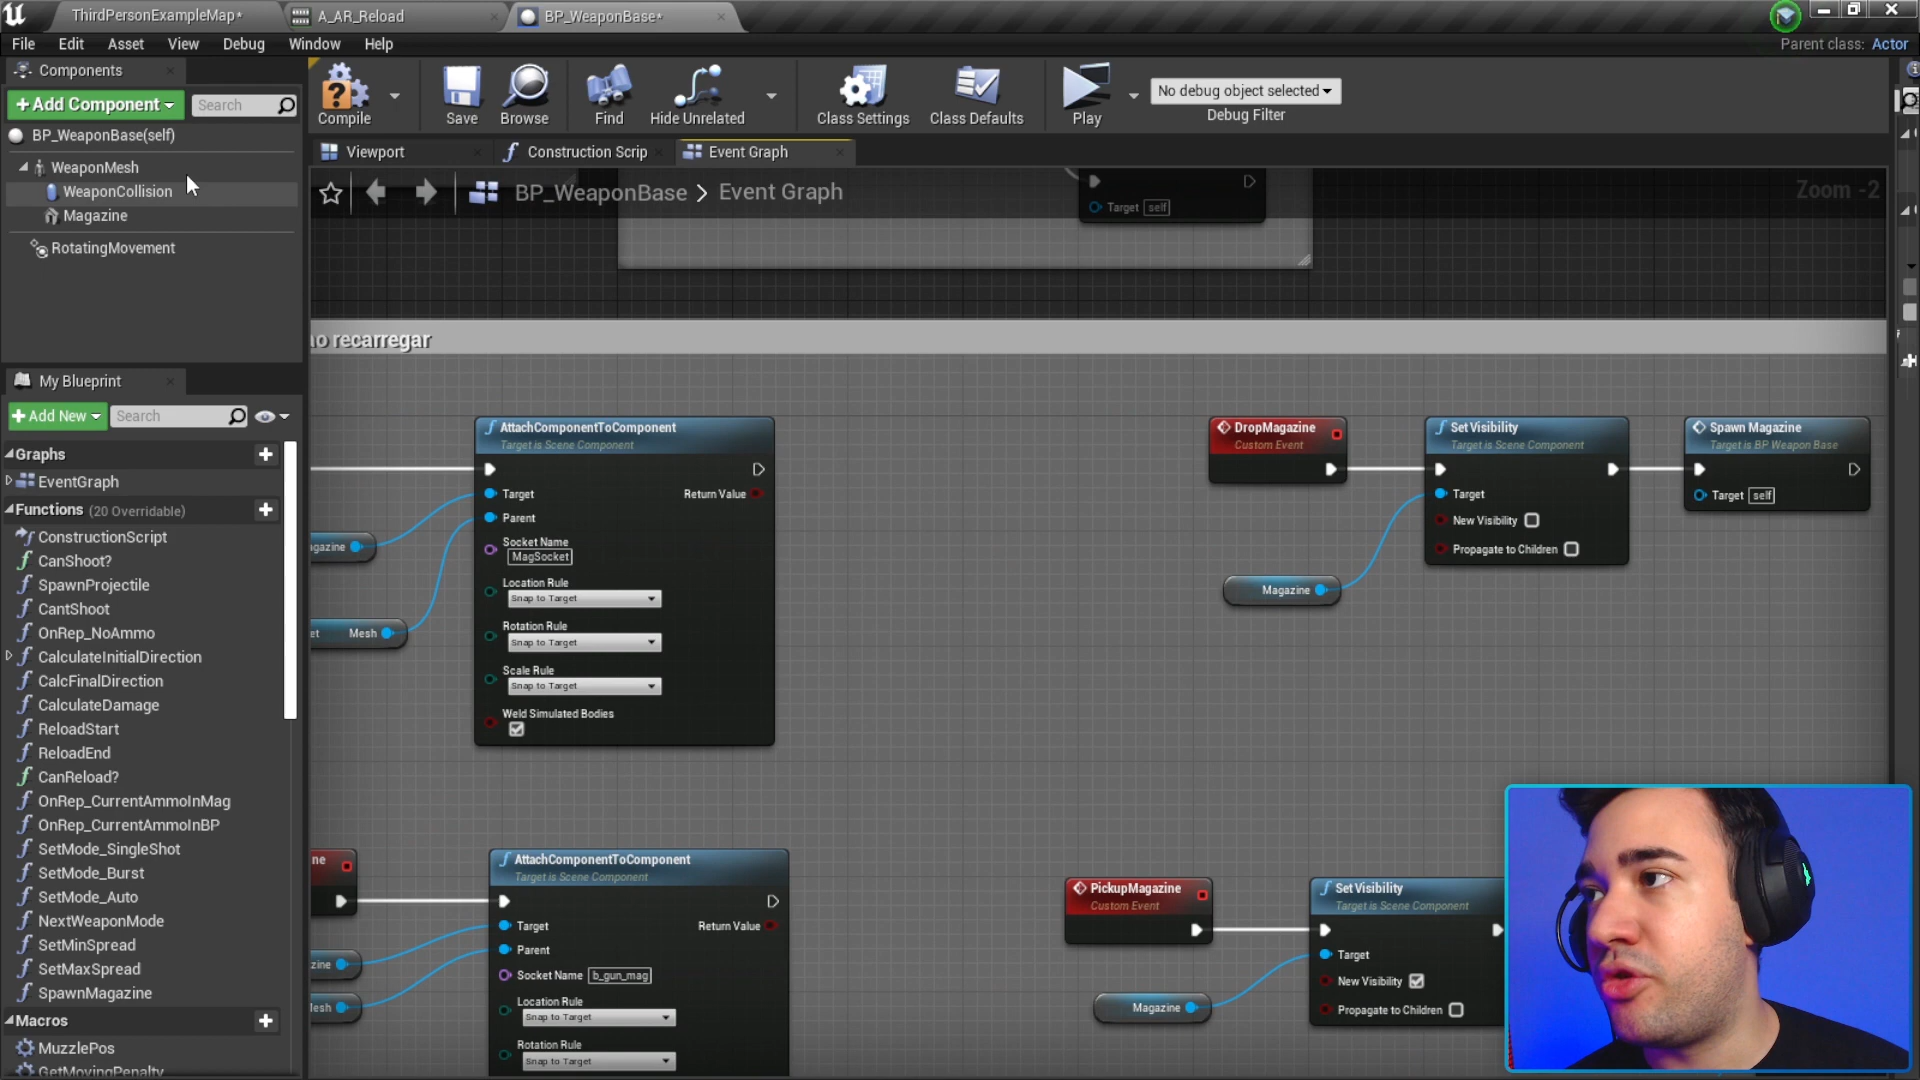 ThirdPersonExampleMap*
A_AR_Reload
BP_WeaponBase*
File Edit Asset View Debug Window Help
Parent class: Actor
Components
+Add Component
Search
BP_WeaponBase(self)
WeaponMesh
WeaponCollision
Magazine
RotatingMovement
Compile
Save
Browse
Find
Hide Unrelated
Class Settings
Class Defaults
Play
No debug object selected
Debug Filter
Viewport
Construction Scrip
Event Graph
BP_WeaponBase > Event Graph
Zoom -2
Target self
ao recarregar
My Blueprint
+Add New
Search
Graphs
EventGraph
Functions (20 Overridable)
ConstructionScript
CanShoot?
SpawnProjectile
CantShoot
OnRep_NoAmmo
CalculateInitialDirection
CalcFinalDirection
CalculateDamage
ReloadStart
ReloadEnd
CanReload?
OnRep_CurrentAmmoInMag
OnRep_CurrentAmmoInBP
SetMode_SingleShot
SetMode_Burst
SetMode_Auto
NextWeaponMode
SetMinSpread
SetMaxSpread
SpawnMagazine
Macros
MuzzlePos
GetMovingPenalty
AttachComponentToComponent
Target is Scene Component
Target
Return Value
Parent
Socket Name
MagSocket
Location Rule
Snap to Target
Rotation Rule
Snap to Target
Scale Rule
Snap to Target
Weld Simulated Bodies
agazine
et Mesh
DropMagazine
Custom Event
SetVisibility
Target is Scene Component
Target
New Visibility
Propagate to Children
Spawn Magazine
Target is BP Weapon Base
Target self
Magazine
ne
AttachComponentToComponent
Target is Scene Component
Target
Return Value
Parent
Socket Name b_gun_mag
Location Rule
Snap to Target
Rotation Rule
Snap to Target
zine
lesh
PickupMagazine
Custom Event
SetVisibility
Target is Scene Component
Target
New Visibility
Propagate to Children
Magazine